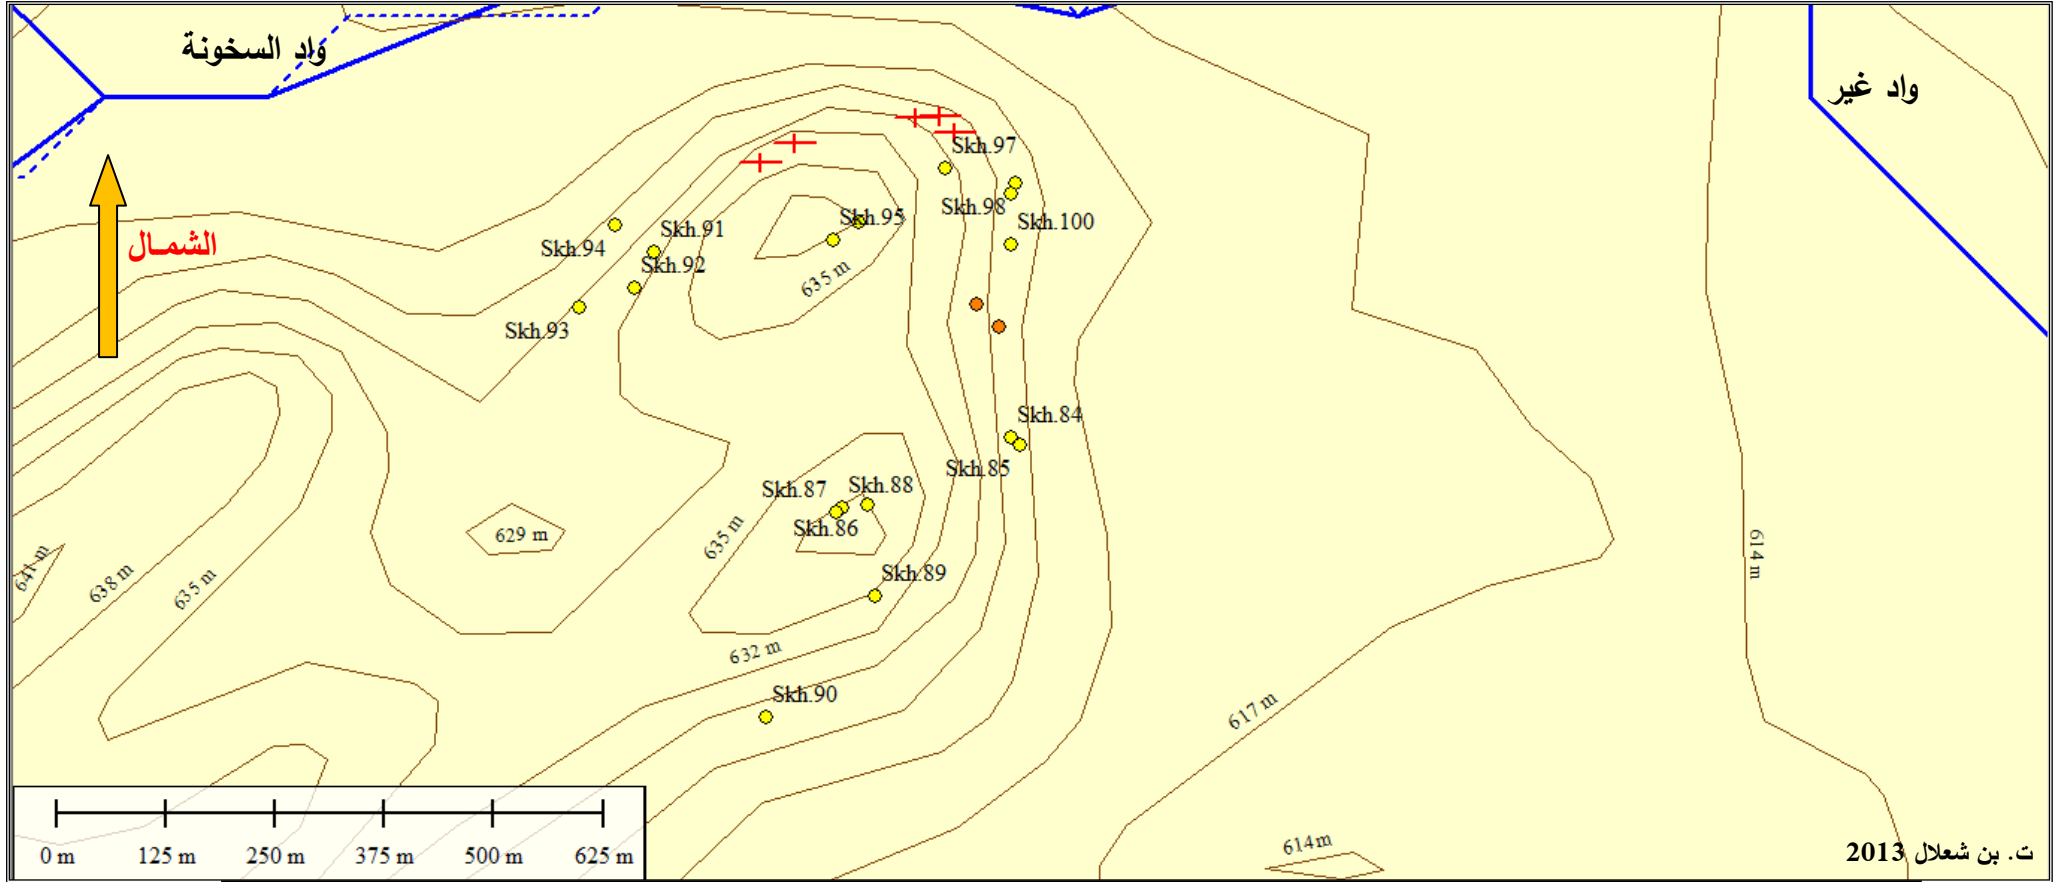 واد السخونة
واد غير
Skh.97
Skh.98
Skh.100
Skh.95
Skh.91
Skh.94
Skh.92
الشمـال
635 m
Skh.93
Skh.84
Skh.85
Skh.87
Skh.88
Skh.86
635 m
629 m
614 m
641 m
638 m
635 m
Skh.89
632 m
Skh.90
617 m
614m
0 m 125 m 250 m 375 m 500 m 625 m
ت. بن شعلال 2013